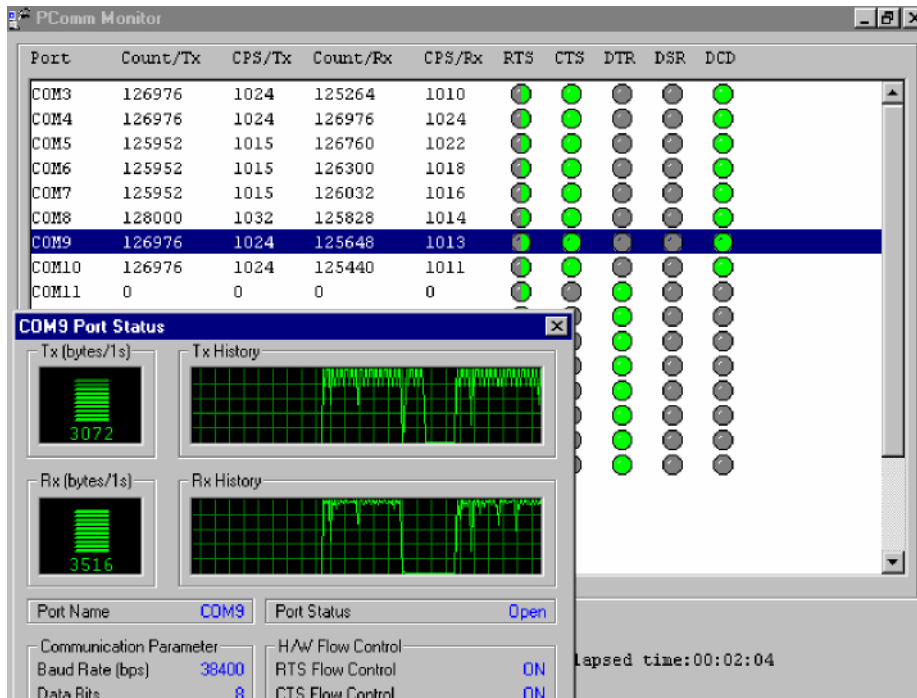 PComm Monitor
Port Count/Tx CPS/Tx Count/Rx CPS/Rx RTS CTS DTR DSR DCD
COM3 126976 1024 125264 1010
COM4 126976 1024 126976 1024
COM5 125952 1015 126760 1022
COM6 125952 1015 126300 1018
COM7 125952 1015 126032 1016
COM8 128000 1032 125828 1014
COM9 126976 1024 125648 1013
COM10 126976 1024 125440 1011
COM11 0 0 0 0
COM9 Port Status
Tx (bytes/1s) Tx History
3072
Rx (bytes/1s) Rx History
3516
Port Name COM9 Port Status Open
Communication Parameter H/W Flow Control
Baud Rate (bps) 38400 RTS Flow Control ON
lapsed time:00:02:04
Data Bits 8 CTS Flow Control ON